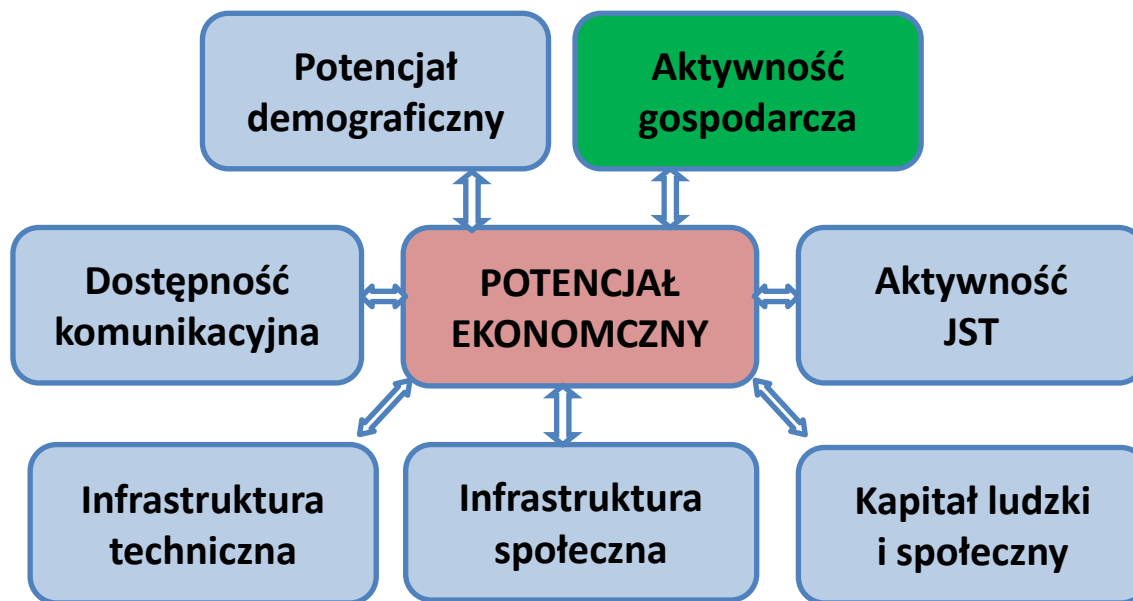 Potencjał
demograficzny
Aktywność
gospodarcza
Dostępność
komunikacyjna
POTENCJAŁ
EKONOMCZNY
Aktywność
JST
Infrastruktura
techniczna
Infrastruktura
społeczna
Kapitał ludzki
i społeczny